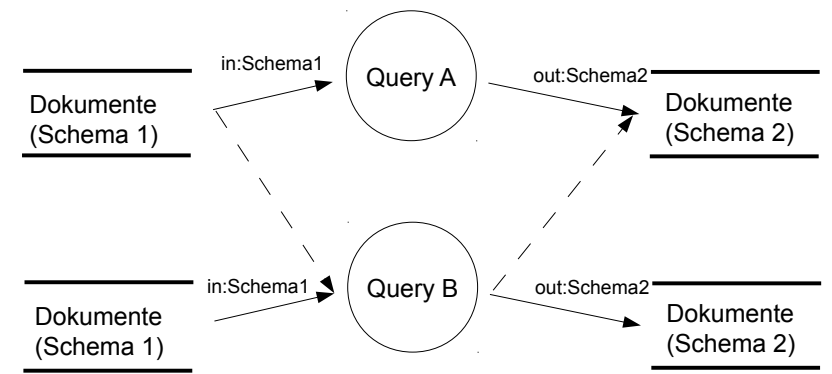 in:Schema1
Query A
out:Schema2
Dokumente
(Schema 1)
Dokumente
(Schema 2)
in:Schema1
Query B
out:Schema2
Dokumente
(Schema 1)
Dokumente
(Schema 2)